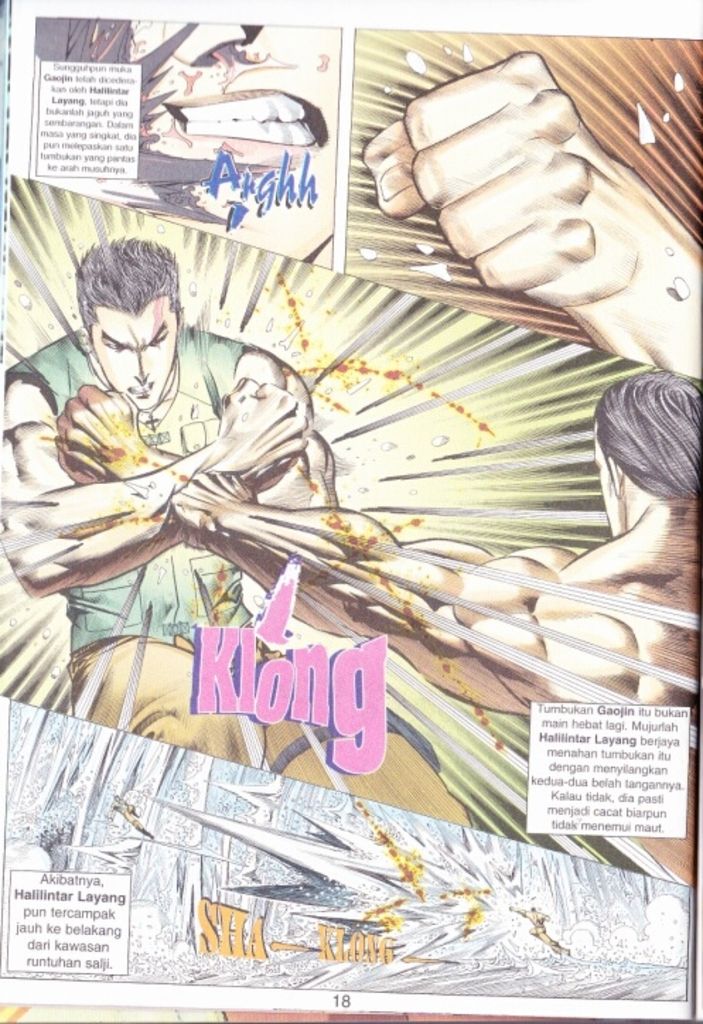 Sungguhpun muka
Gaojin telah dicedera-
kan oleh Halilintar
Layang, tetapi dia
bukanlah jaguh yang
sembarangan. Dalam
masa yang singkat, dia
pun melepaskan satu
tumbukan yang pantas
ke arah musuhnya.
Arghh
Klong
Tumbukan Gaojin itu bukan
main hebat lagi. Mujurlah
Halilintar Layang berjaya
menahan tumbukan itu
dengan menyilangkan
kedua-dua belah tangannya.
Kalau tidak, dia pasti
menjadi cacat biarpun
tidak menemui maut.
Akibatnya,
Halilintar Layang
pun tercampak
jauh ke belakang
dari kawasan
runtuhan salji.
SHA — KLONG —
18